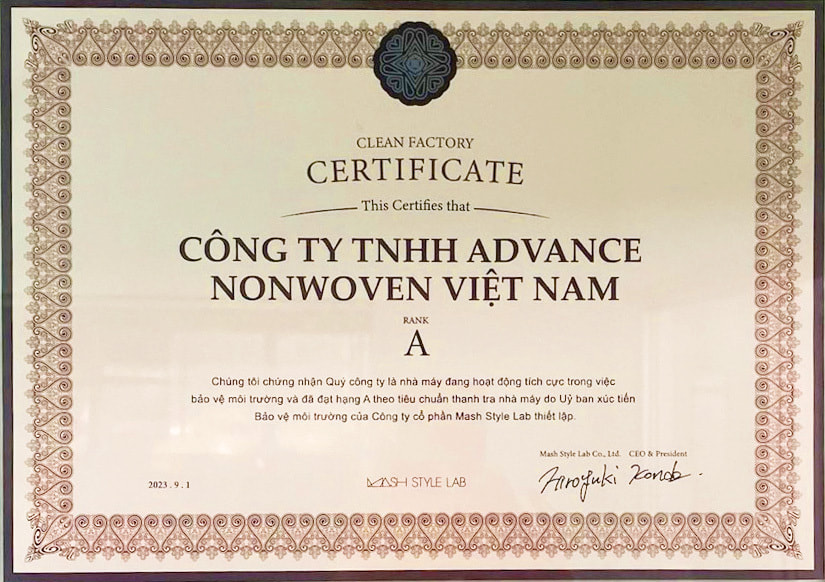 CLEAN FACTORY
CERTIFICATE
This Certifies that
CÔNG TY TNHH ADVANCE
NONWOVEN VIỆT NAM
RANK
A
Chúng tôi chứng nhận Quý công ty là nhà máy đang hoạt động tích cực trong việc
bảo vệ môi trường và đã đạt hạng A theo tiêu chuẩn thanh tra nhà máy do Uỷ ban xúc tiến
Bảo vệ môi trường của Công ty cổ phần Mash Style Lab thiết lập.
Mash Style Lab Co., Ltd. CEO & President
2023 . 9 . 1
MASH STYLE LAB
Hiroyuki Kondo